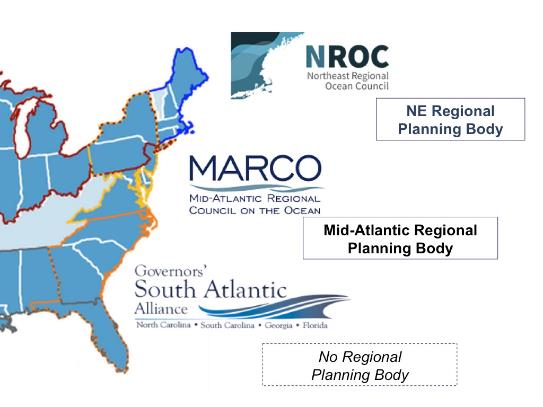 NROC
Northeast Regional
Ocean Council
NE Regional
Planning Body
MARCO
Mid-Atlantic Regional
Council on the Ocean
Mid-Atlantic Regional
Planning Body
Governors'
South Atlantic
Alliance
North Carolina • South Carolina • Georgia • Florida
No Regional
Planning Body